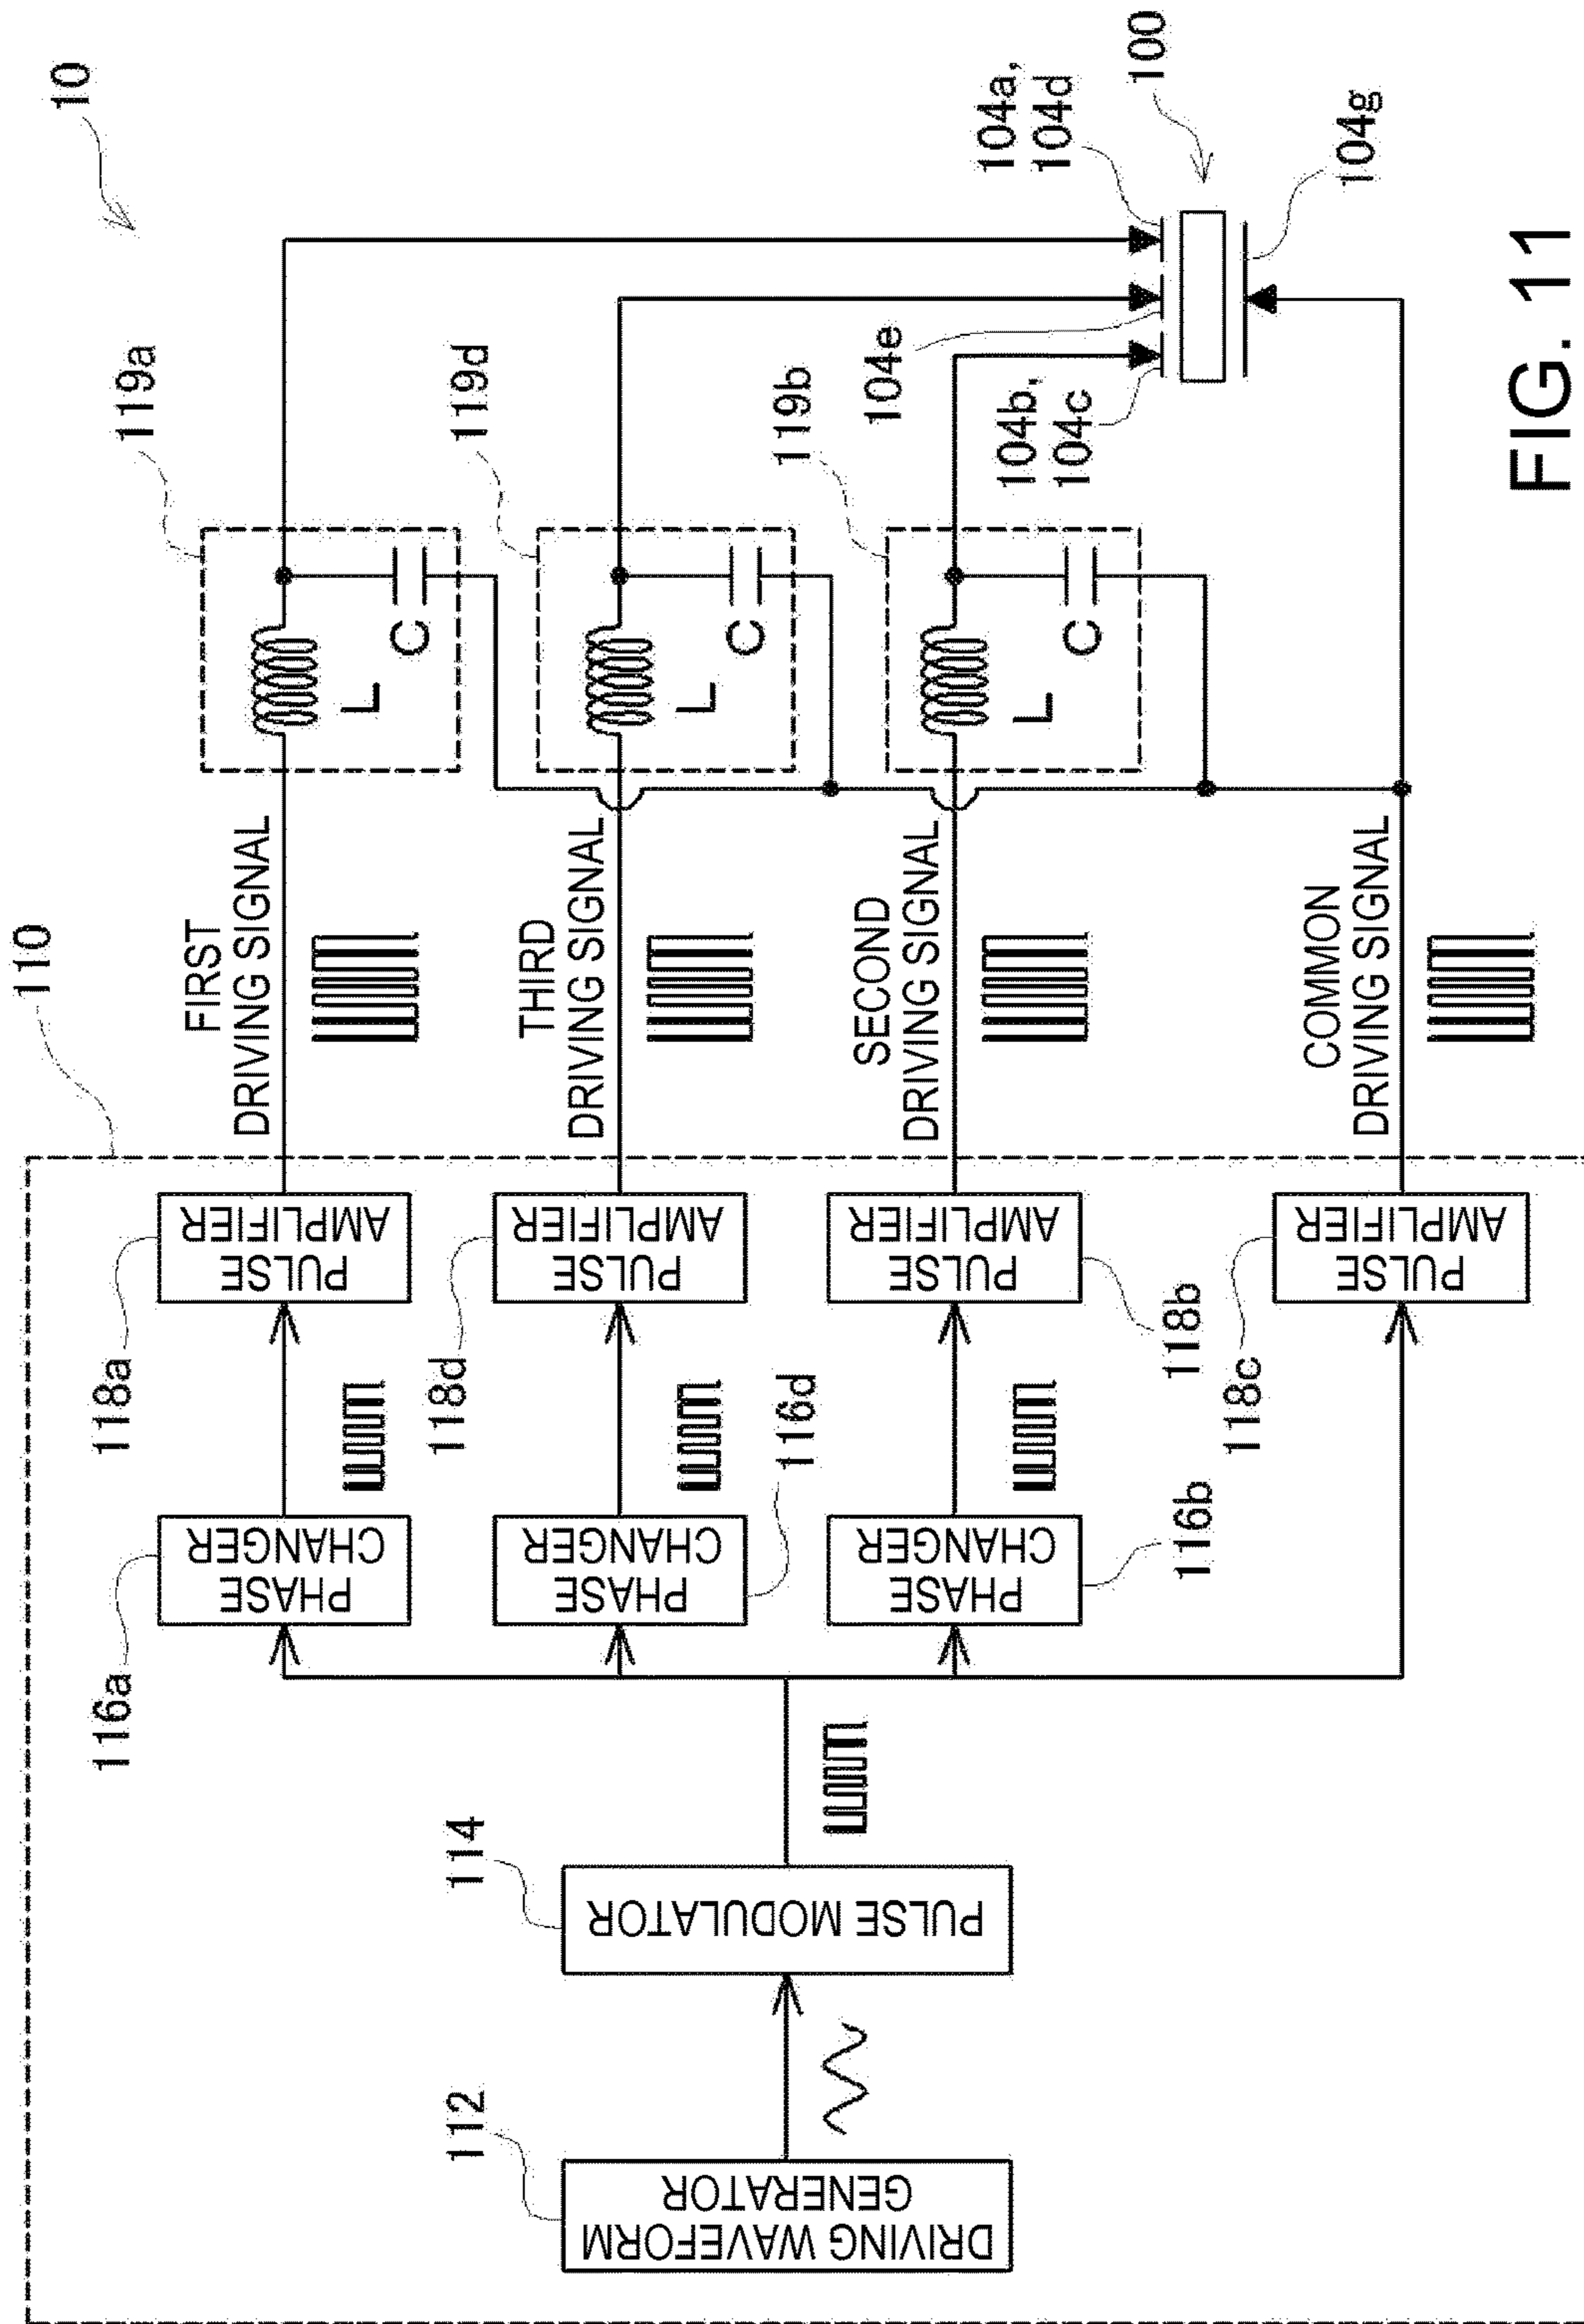 10
110
FIRST
DRIVING SIGNAL
119a
118a
PULSE
AMPLIFIER
116a
PHASE
CHANGER
L
C
THIRD
DRIVING SIGNAL
119d
118d
PULSE
AMPLIFIER
PHASE
CHANGER
116d
L
C
112
DRIVING WAVEFORM
GENERATOR
114
PULSE MODULATOR
SECOND
DRIVING SIGNAL
119b
PULSE
AMPLIFIER
118b
PHASE
CHANGER
116b
L
C
104e
104b,
104c
104a,
104d
100
104g
118c
PULSE
AMPLIFIER
COMMON
DRIVING SIGNAL
FIG. 11